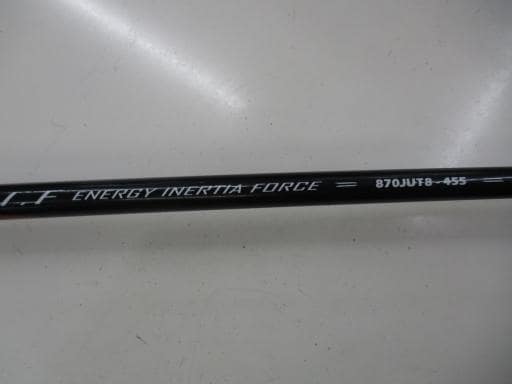 I.F ENERGY INERTIA FORCE = 870JUT8-455